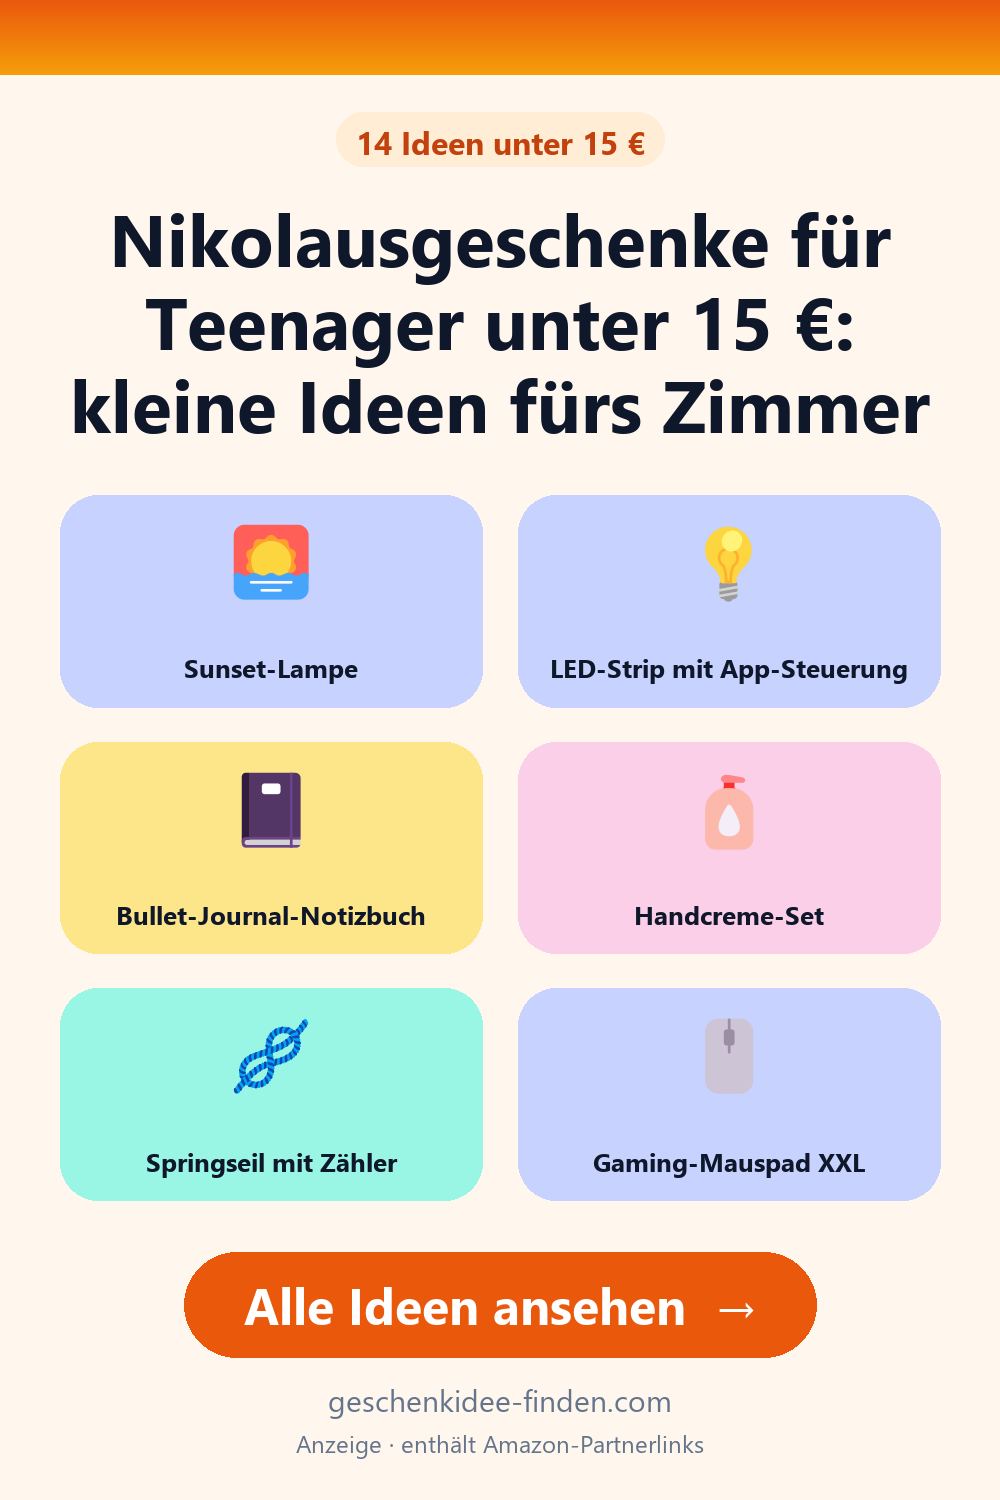 14 Ideen unter 15 €
Nikolausgeschenke für
Teenager unter 15 €:
kleine Ideen fürs Zimmer
Sunset-Lampe
LED-Strip mit App-Steuerung
Bullet-Journal-Notizbuch
Handcreme-Set
Springseil mit Zähler
Gaming-Mauspad XXL
Alle Ideen ansehen →
geschenkidee-finden.com
Anzeige · enthält Amazon-Partnerlinks